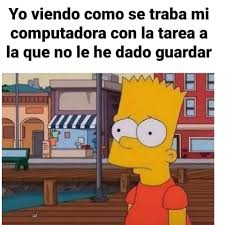 Yo viendo como se traba mi
computadora con la tarea a
la que no le he dado guardar